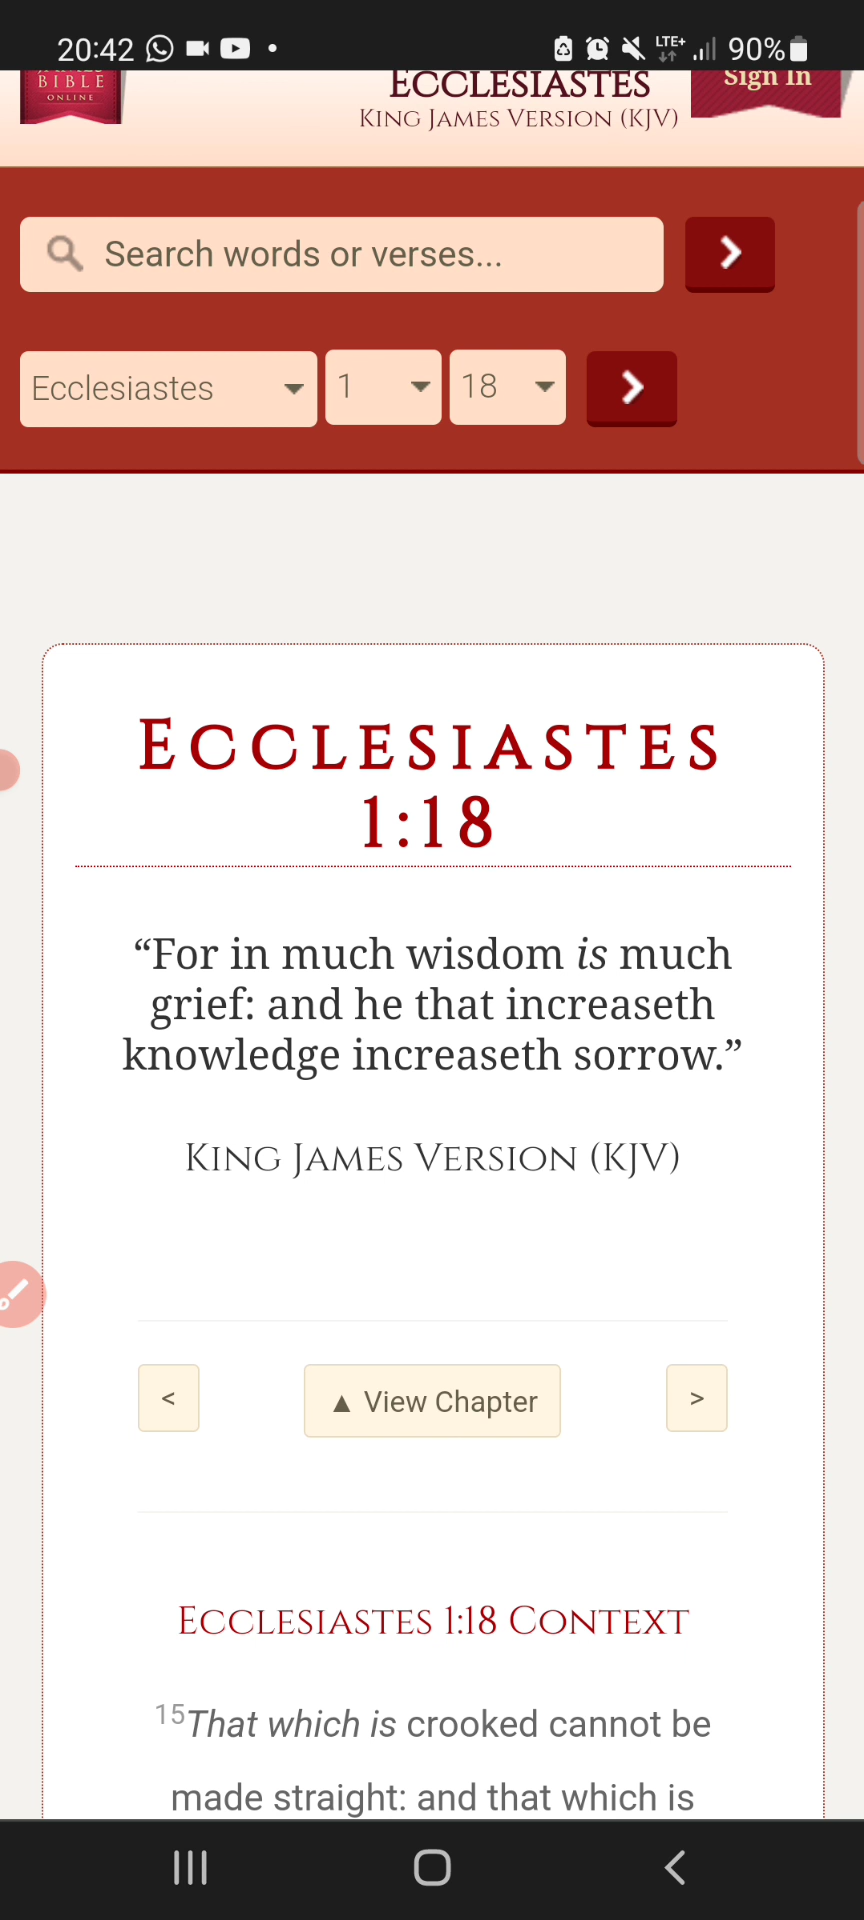 20:42 LTE+ 90%
BIBLE
ONLINE
ECCLESIASTES
KING JAMES VERSION (KJV)
Sign In
Search words or verses...
Ecclesiastes 1 18
ECCLESIASTES
1:18
“For in much wisdom is much
grief: and he that increaseth
knowledge increaseth sorrow.”
KING JAMES VERSION (KJV)
< ▲ View Chapter >
ECCLESIASTES 1:18 CONTEXT
15That which is crooked cannot be
made straight: and that which is